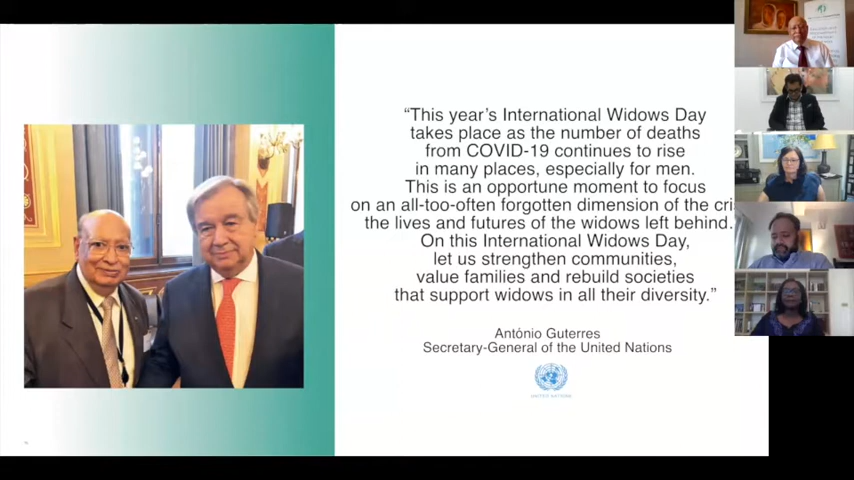 “This year’s International Widows Day
takes place as the number of deaths
from COVID-19 continues to rise
in many places, especially for men.
This is an opportune moment to focus
on an all-too-often forgotten dimension of the cri
the lives and futures of the widows left behind.
On this International Widows Day,
let us strengthen communities,
value families and rebuild societies
that support widows in all their diversity.”
António Guterres
Secretary-General of the United Nations
UNITED NATIONS